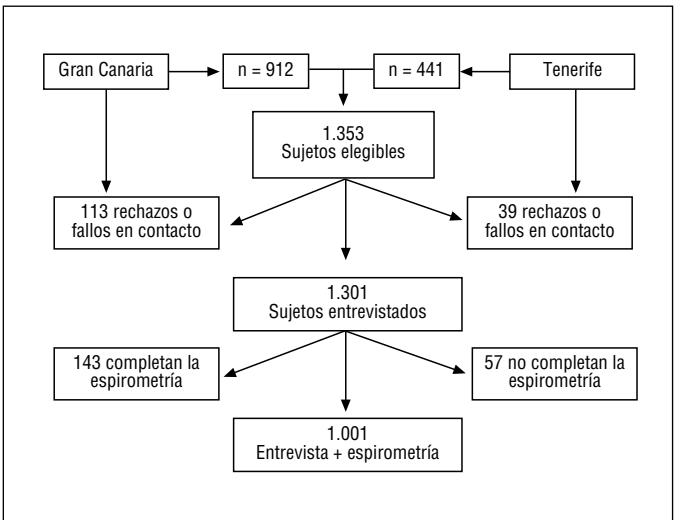 Gran Canaria
n = 912
n = 441
Tenerife
1.353
Sujetos elegibles
113 rechazos o
fallos en contacto
39 rechazos o
fallos en contacto
1.301
Sujetos entrevistados
143 completan la
espirometría
57 no completan la
espirometría
1.001
Entrevista + espirometría